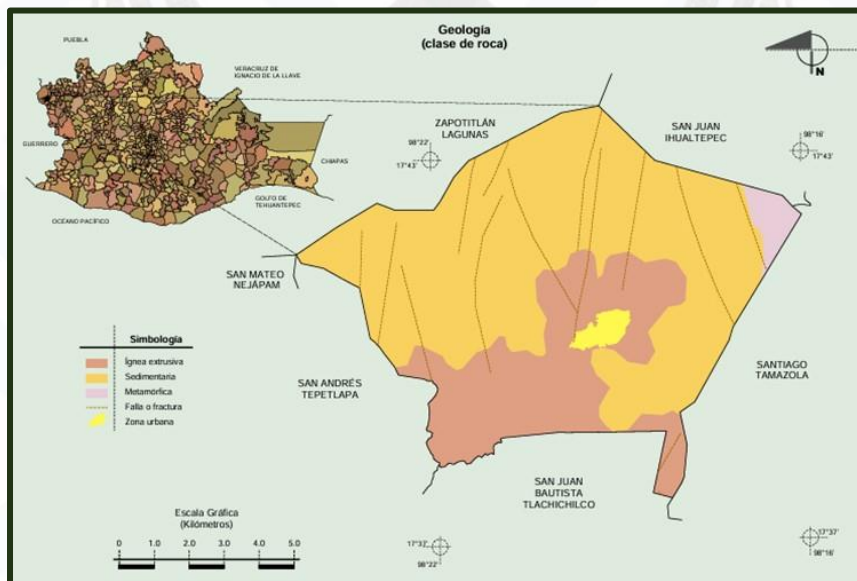 Geología
(clase de roca)
N
PUEBLA
VERACRUZ DE
IGNACIO DE LA LLAVE
GUERRERO
CHIAPAS
GOLFO DE
TEHUANTEPEC
OCÉANO PACÍFICO
ZAPOTITLÁN
LAGUNAS
98°22'
17°43'
SAN JUAN
IHUALTEPEC
98°16'
17°43'
SAN MATEO
NEJÁPAM
Simbología
Ígnea extrusiva
Sedimentaria
Metamórfica
Falla o fractura
Zona urbana
SAN ANDRÉS
TEPETLAPA
SANTIAGO
TAMAZOLA
SAN JUAN
BAUTISTA
TLACHICHILCO
Escala Gráfica
(Kilómetros)
0.0 1.0 2.0 3.0 4.0 5.0
17°37'
98°22'
17°37'
98°16'